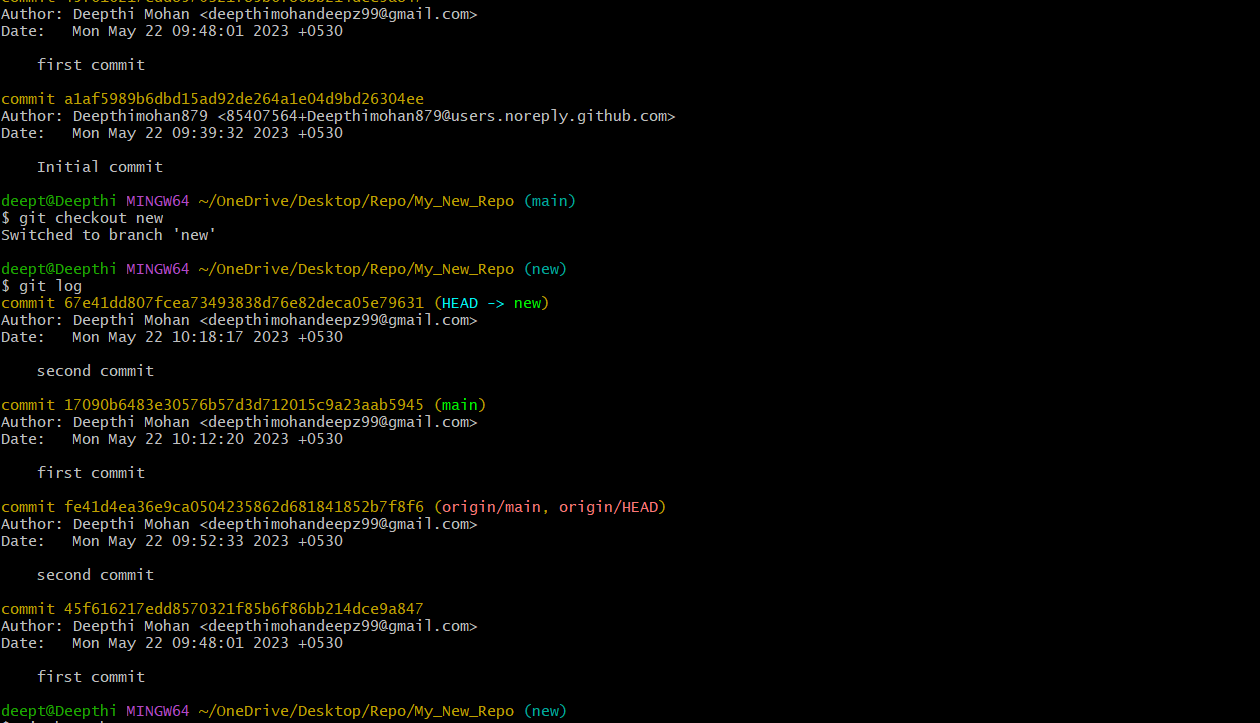 Author: Deepthi Mohan <deepthimohandeepz99@gmail.com>
Date:   Mon May 22 09:48:01 2023 +0530
    first commit
commit a1af5989b6dbd15ad92de264a1e04d9bd26304ee
Author: Deepthimohan879 <85407564+Deepthimohan879@users.noreply.github.com>
Date:   Mon May 22 09:39:32 2023 +0530
    Initial commit
deept@Deepthi MINGW64 ~/OneDrive/Desktop/Repo/My_New_Repo (main)
$ git checkout new
Switched to branch 'new'
deept@Deepthi MINGW64 ~/OneDrive/Desktop/Repo/My_New_Repo (new)
$ git log
commit 67e41dd807fcea73493838d76e82deca05e79631 (HEAD -> new)
Author: Deepthi Mohan <deepthimohandeepz99@gmail.com>
Date:   Mon May 22 10:18:17 2023 +0530
    second commit
commit 17090b6483e30576b57d3d712015c9a23aab5945 (main)
Author: Deepthi Mohan <deepthimohandeepz99@gmail.com>
Date:   Mon May 22 10:12:20 2023 +0530
    first commit
commit fe41d4ea36e9ca0504235862d681841852b7f8f6 (origin/main, origin/HEAD)
Author: Deepthi Mohan <deepthimohandeepz99@gmail.com>
Date:   Mon May 22 09:52:33 2023 +0530
    second commit
commit 45f616217edd8570321f85b6f86bb214dce9a847
Author: Deepthi Mohan <deepthimohandeepz99@gmail.com>
Date:   Mon May 22 09:48:01 2023 +0530
    first commit
deept@Deepthi MINGW64 ~/OneDrive/Desktop/Repo/My_New_Repo (new)